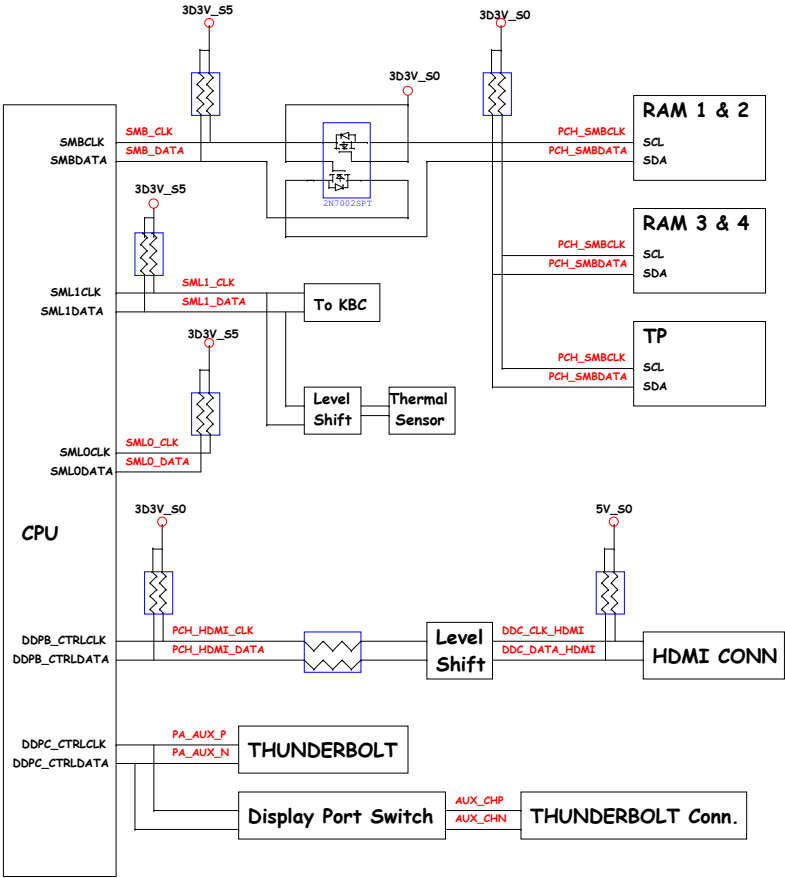 3D3V_S5
3D3V_S0
3D3V_S0
RAM 1 & 2
SMB_CLK
PCH_SMBCLK
SMBCLK
SCL
SMB_DATA
PCH_SMBDATA
SMBDATA
SDA
3D3V_S5
2N7002SPT
RAM 3 & 4
PCH_SMBCLK
SCL
PCH_SMBDATA
SDA
SML1_CLK
SML1CLK
To KBC
SML1_DATA
SML1DATA
3D3V_S5
TP
PCH_SMBCLK
SCL
PCH_SMBDATA
SDA
Level
Shift
Thermal
Sensor
SML0_CLK
SML0CLK
SML0_DATA
SML0DATA
3D3V_S0
5V_S0
CPU
PCH_HDMI_CLK
DDC_CLK_HDMI
DDPB_CTRLCLK
PCH_HDMI_DATA
DDC_DATA_HDMI
DDPB_CTRLDATA
Level
Shift
HDMI CONN
PA_AUX_P
DDPC_CTRLCLK
PA_AUX_N
DDPC_CTRLDATA
THUNDERBOLT
AUX_CHP
Display Port Switch
AUX_CHN
THUNDERBOLT Conn.